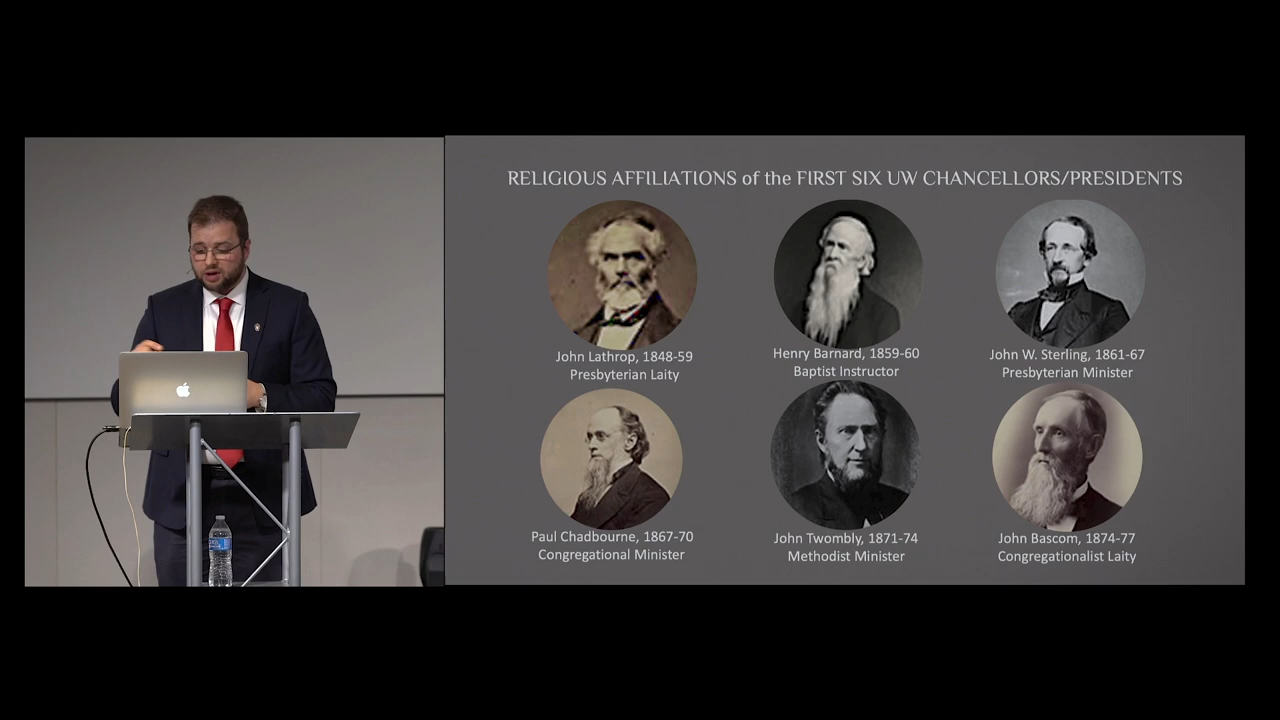 RELIGIOUS AFFILIATIONS of the FIRST SIX UW CHANCELLORS/PRESIDENTS
John Lathrop, 1848-59
Presbyterian Laity
Henry Barnard, 1859-60
Baptist Instructor
John W. Sterling, 1861-67
Presbyterian Minister
Paul Chadbourne, 1867-70
Congregational Minister
John Twombly, 1871-74
Methodist Minister
John Bascom, 1874-77
Congregationalist Laity